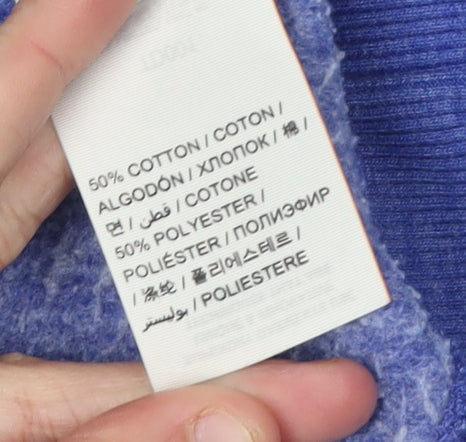 50% COTTON / COTON /
ALGODÓN / ХЛОПОК / 棉 /
면 / قطن / COTONE
50% POLYESTER /
POLIÉSTER / ПОЛИЭФИР
/ 涤纶 / 폴리에스테르 /
بوليستر / POLIESTERE